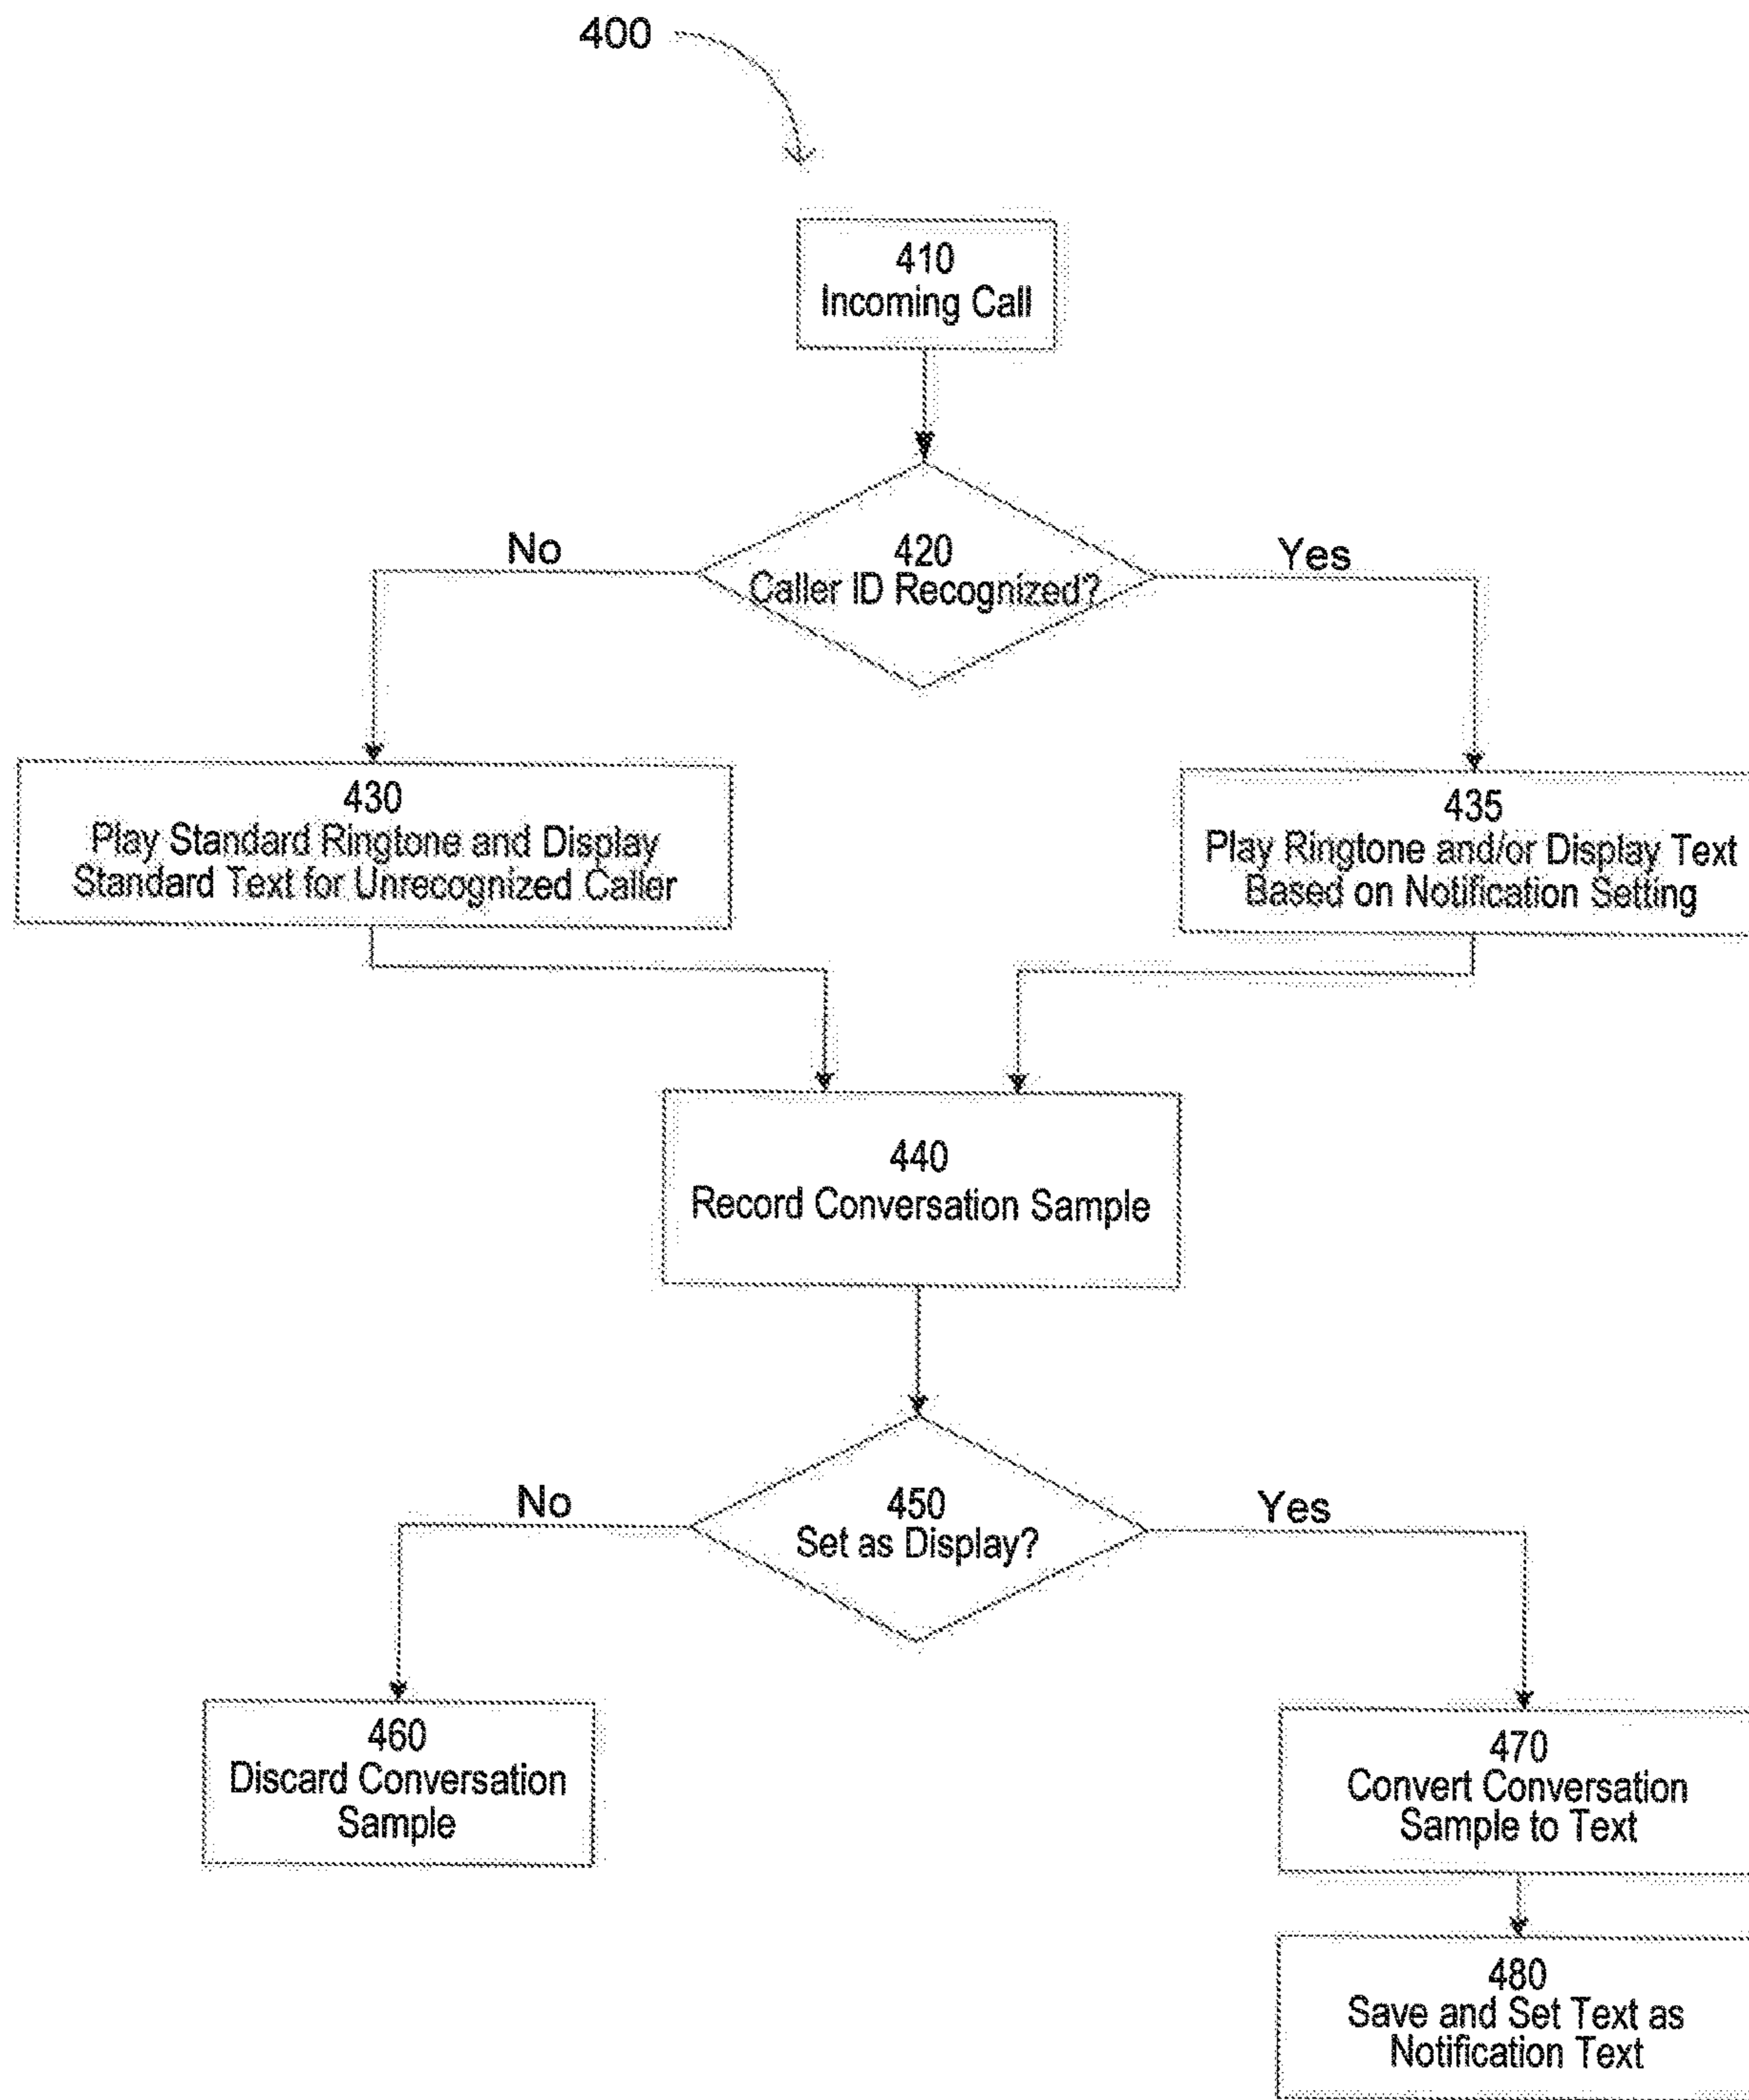 400
410
Incoming Call
420
Caller ID Recognized?
No
Yes
430
Play Standard Ringtone and Display
Standard Text for Unrecognized Caller
435
Play Ringtone and/or Display Text
Based on Notification Setting
440
Record Conversation Sample
450
Set as Display?
No
Yes
460
Discard Conversation
Sample
470
Convert Conversation
Sample to Text
480
Save and Set Text as
Notification Text